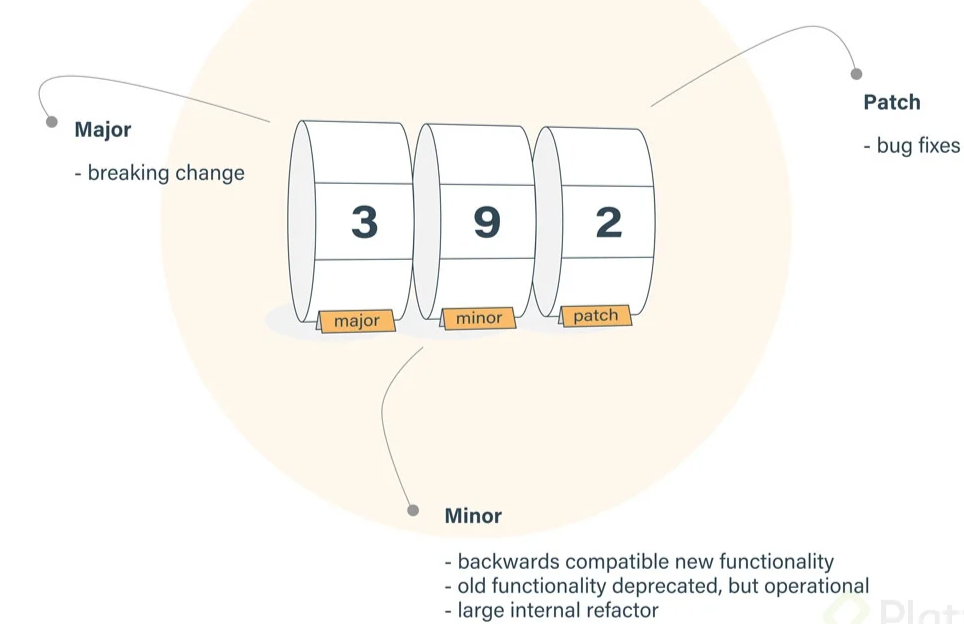 Major
- breaking change
Patch
- bug fixes
3 9 2
major minor patch
Minor
- backwards compatible new functionality
- old functionality deprecated, but operational
- large internal refactor
Plat